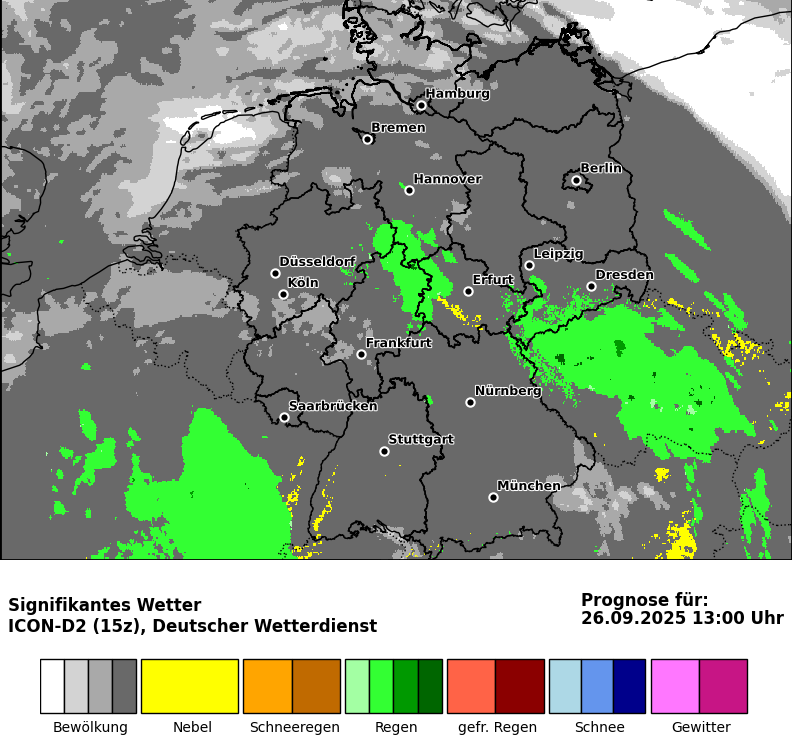 Hamburg
Bremen
Berlin
Hannover
Düsseldorf
Leipzig
Köln
Erfurt
Dresden
Frankfurt
Nürnberg
Saarbrücken
Stuttgart
München
Signifikantes Wetter
ICON-D2 (15z), Deutscher Wetterdienst
Prognose für:
26.09.2025 13:00 Uhr
Bewölkung Nebel Schneeregen Regen gefr. Regen Schnee Gewitter